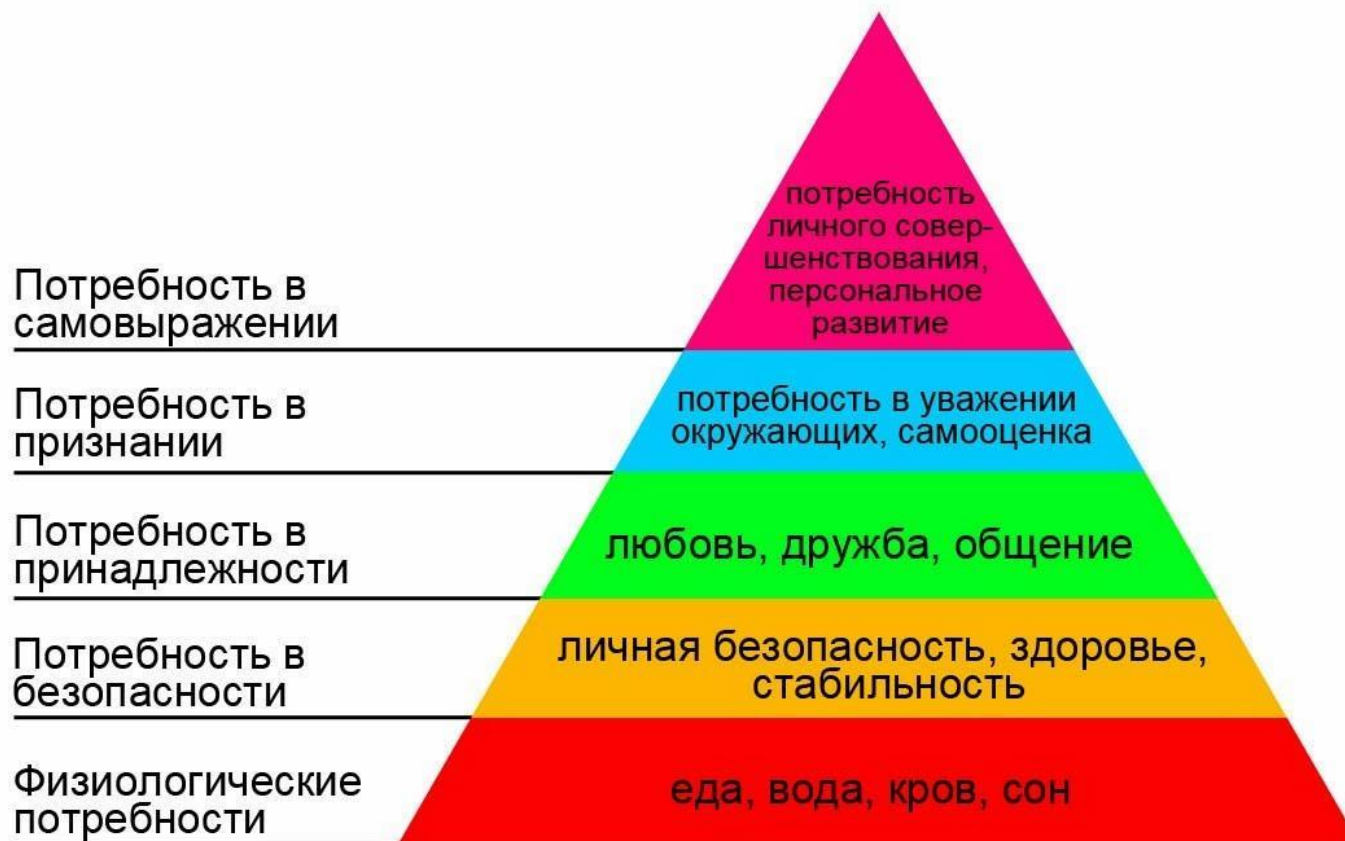 потребность
личного совер-
шенствования,
персональное
развитие
Потребность в
самовыражении
потребность в уважении
окружающих, самооценка
Потребность в
признании
любовь, дружба, общение
Потребность в
принадлежности
личная безопасность, здоровье,
стабильность
Потребность в
безопасности
еда, вода, кров, сон
Физиологические
потребности